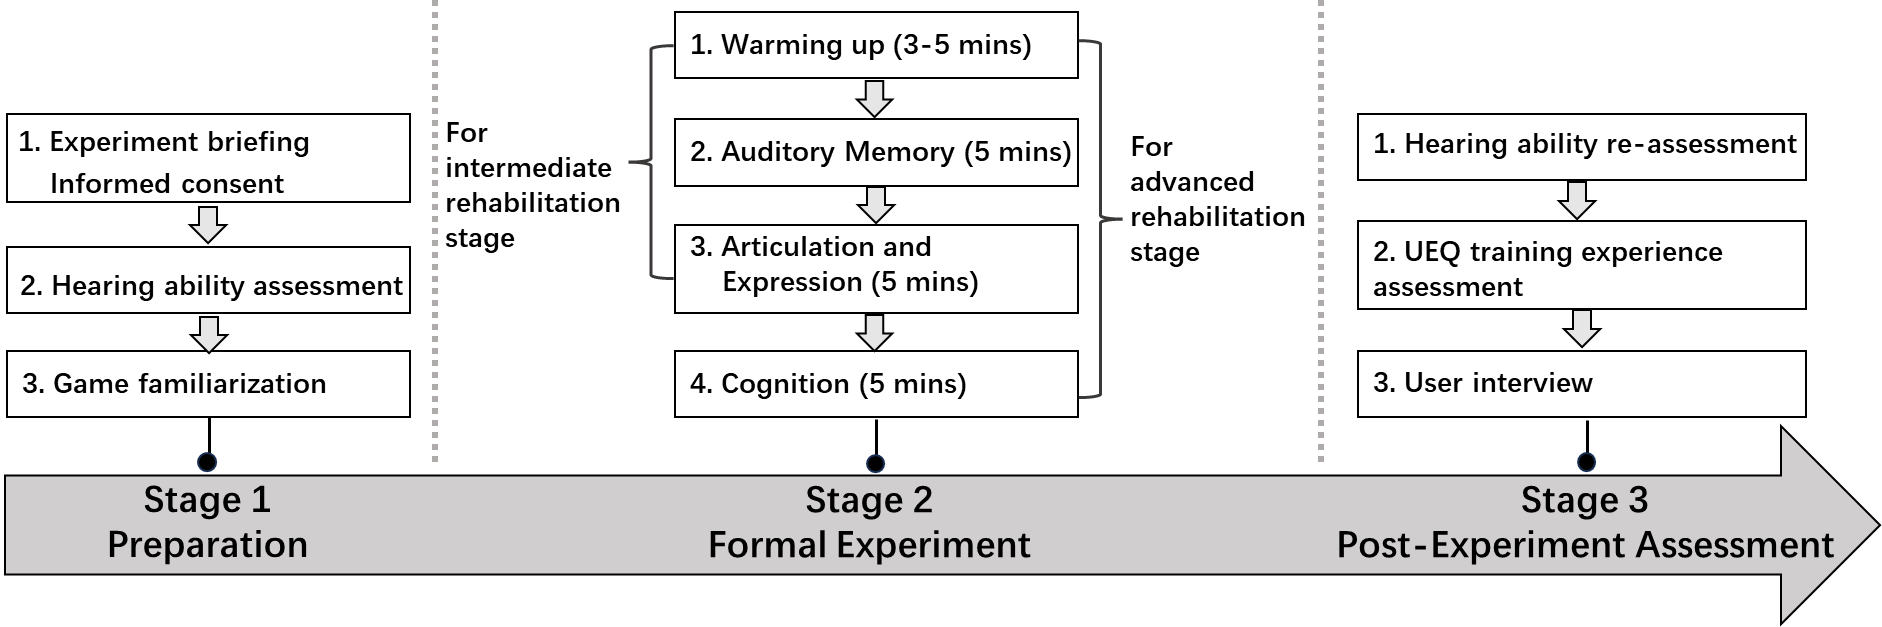 1. Experiment briefing
Informed consent
2. Hearing ability assessment
3. Game familiarization
For
intermediate
rehabilitation
stage
1. Warming up (3-5 mins)
2. Auditory Memory (5 mins)
3. Articulation and
Expression (5 mins)
4. Cognition (5 mins)
For
advanced
rehabilitation
stage
1. Hearing ability re-assessment
2. UEQ training experience
assessment
3. User interview
Stage 1
Preparation
Stage 2
Formal Experiment
Stage 3
Post-Experiment Assessment